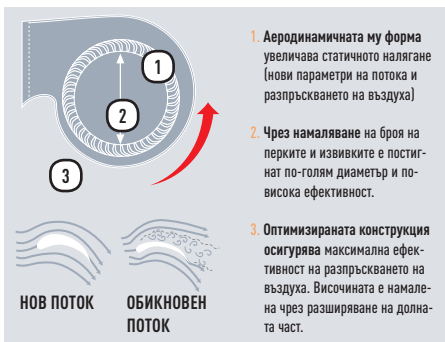 1
2
3
НОВ ПОТОК
ОБИКНОВЕН
ПОТОК
1. Аеродинамичната му форма
увеличава статичното налягане
(нови параметри на потока и
разпръскването на въздуха)
2. Чрез намаляване на броя на
перките и извивките е постиг-
нат по-голям диаметър и по-
висока ефективност.
3. Оптимизираната конструкция
осигурява максимална ефек-
тивност на разпръскването на
въздуха. Височината е намале-
на чрез разширяване на долна-
та част.